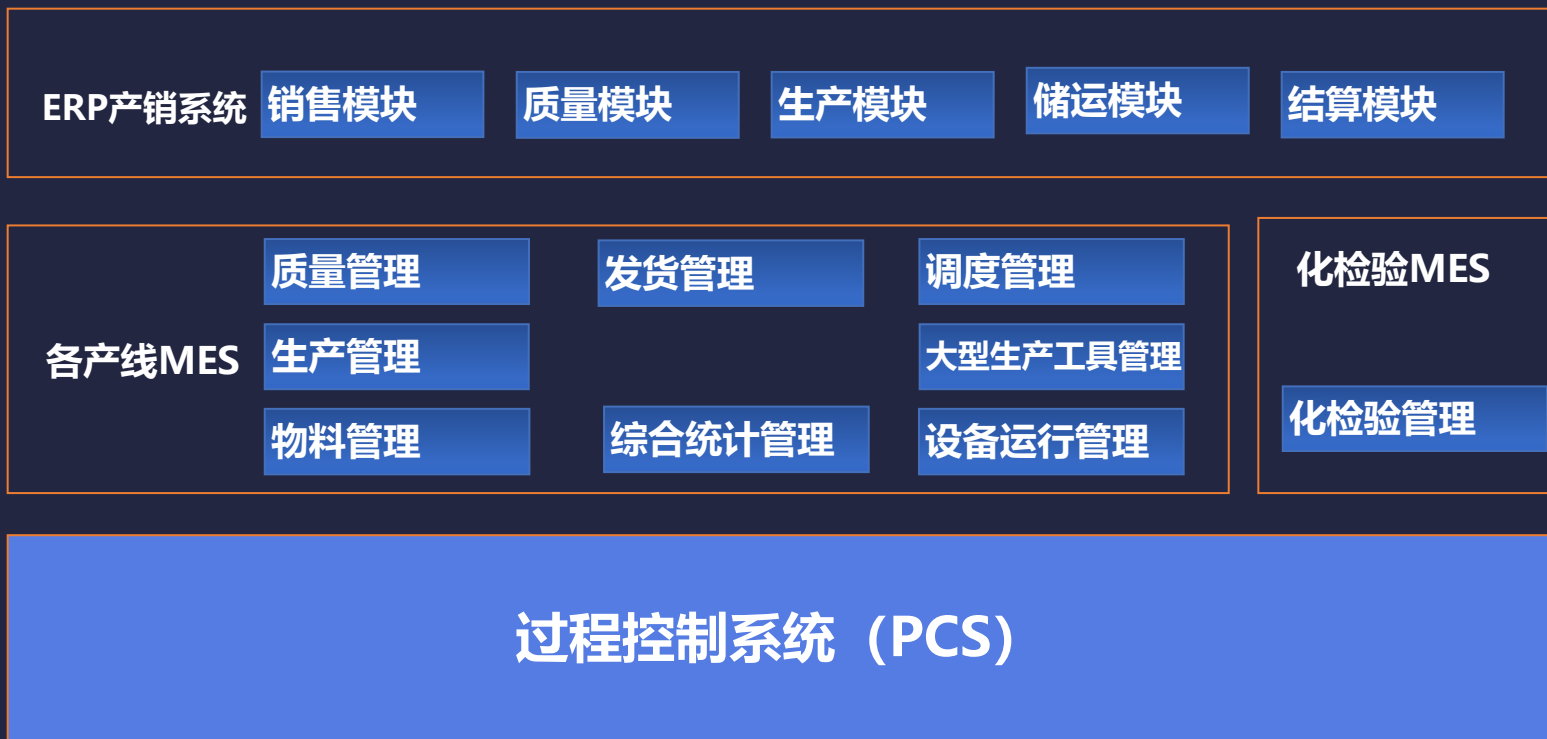 ERP产销系统
销售模块
质量模块
生产模块
储运模块
结算模块
各产线MES
质量管理
发货管理
调度管理
生产管理
大型生产工具管理
物料管理
综合统计管理
设备运行管理
化检验MES
化检验管理
过程控制系统（PCS）